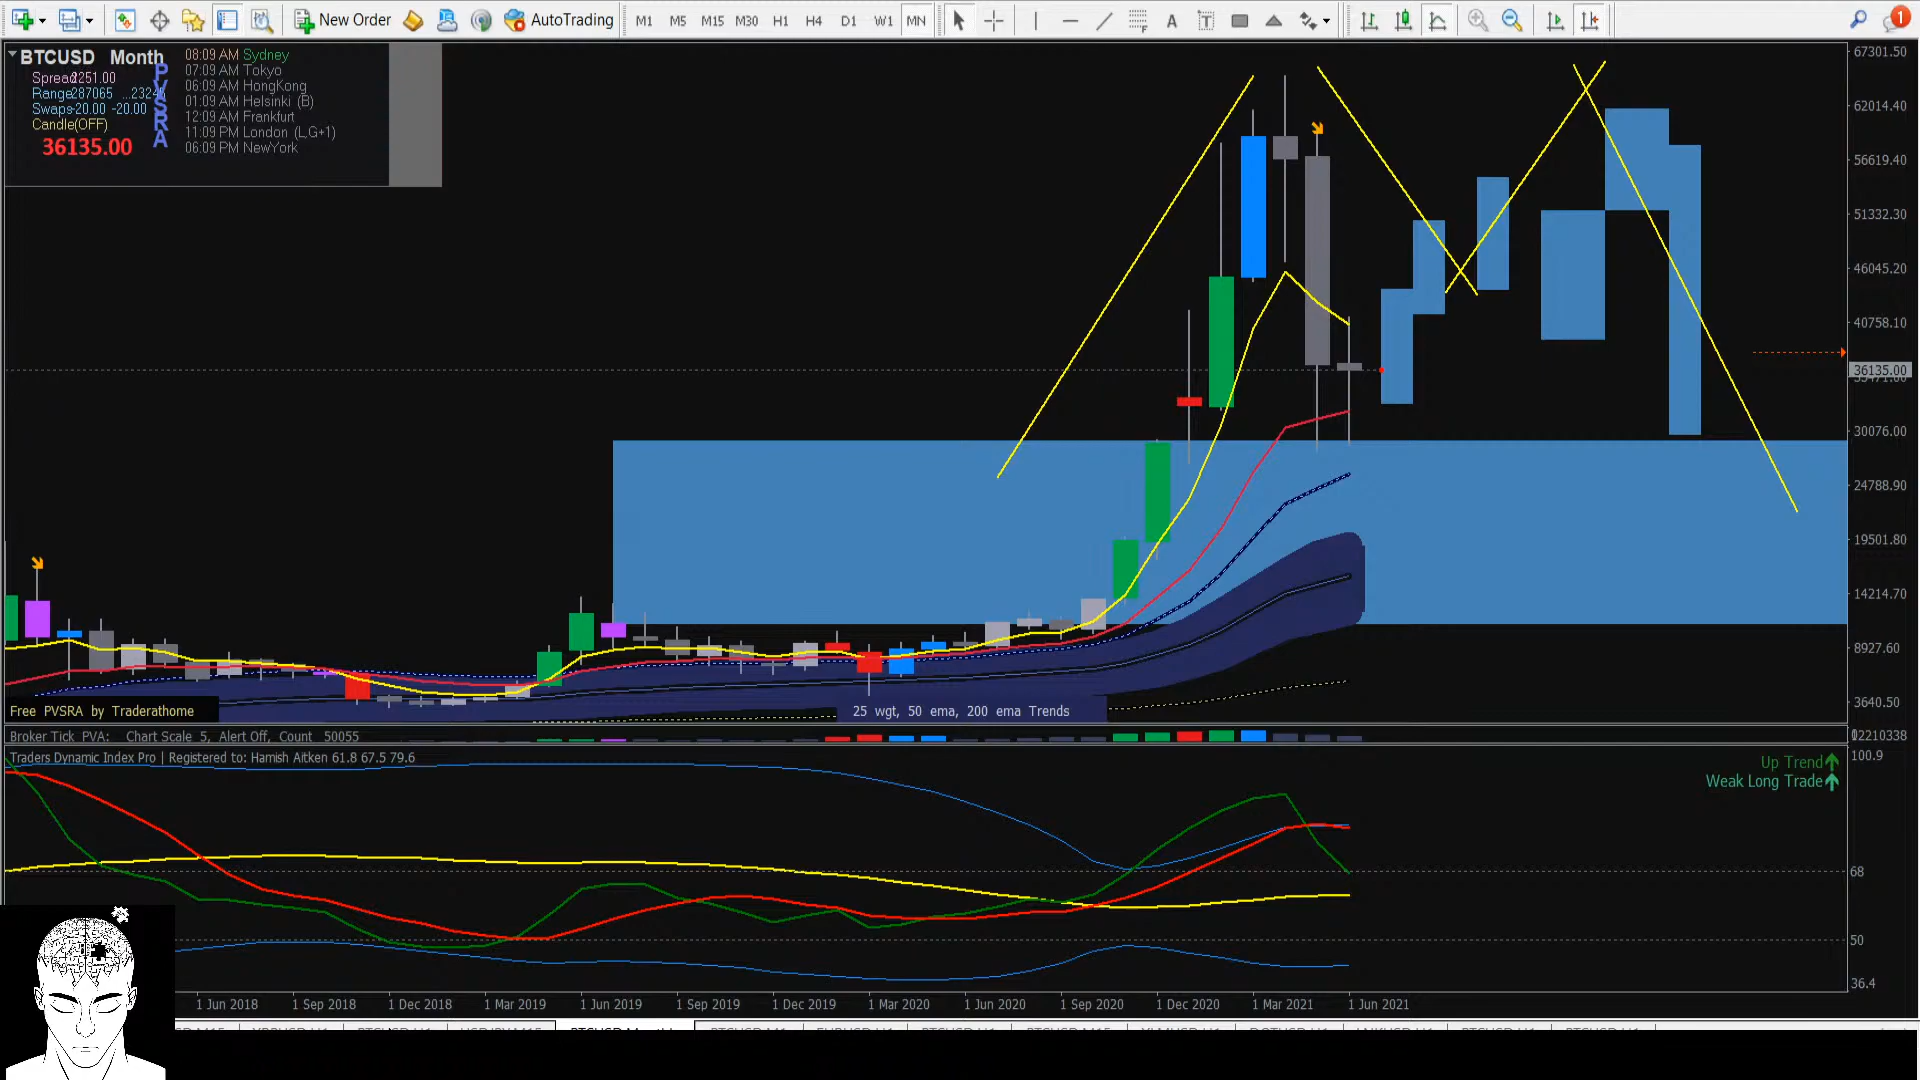 New Order
AutoTrading
M1 M5 M15 M30 H1 H4 D1 W1 MN
A T F
1
BTCUSD Month
Spread 2251.00
Range 287065
Swaps -20.00 -20.00
Candle(OFF)
36135.00
P
V
S
R
A
08:09 AM Sydney
07:09 AM Tokyo
06:09 AM HongKong
01:09 AM Helsinki (B)
12:09 AM Frankfurt
11:09 PM London (L,G+1)
06:09 PM NewYork
67301.50
62014.40
56619.40
51332.30
46045.20
40758.10
36135.00
30076.00
24788.90
19501.80
14214.70
8927.60
3640.50
Free PVSRA by Traderathome
25 wgt, 50 ema, 200 ema Trends
Broker Tick PVA: Chart Scale 5, Alert Off, Count 50055
Traders Dynamic Index Pro | Registered to: Hamish Aitken 61.8 67.5 79.6
Up Trend
Weak Long Trade
100.9
68
50
36.4
1 Jun 2018 1 Sep 2018 1 Dec 2018 1 Mar 2019 1 Jun 2019 1 Sep 2019 1 Dec 2019 1 Mar 2020 1 Jun 2020 1 Sep 2020 1 Dec 2020 1 Mar 2021 1 Jun 2021